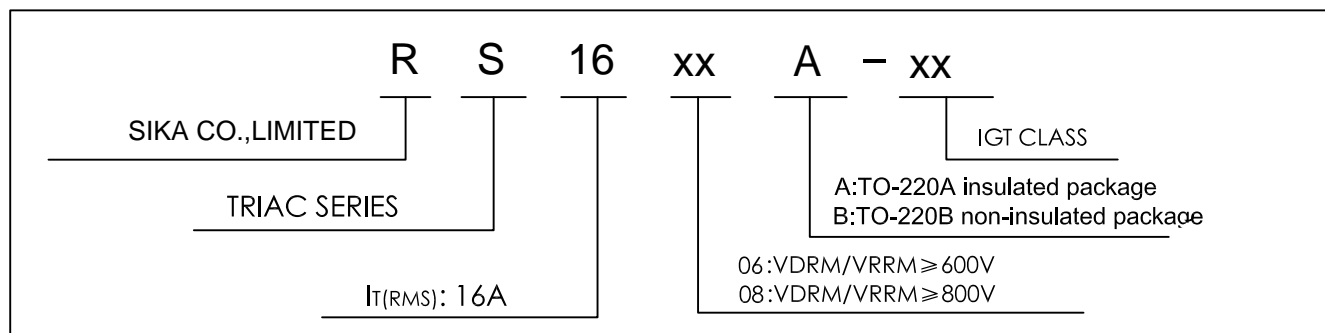 R S 16 xx A - xx
SIKA CO.,LIMITED
IGT CLASS
A:TO-220A insulated package
TRIAC SERIES
B:TO-220B non-insulated package
06:VDRM/VRRM≥600V
IT(RMS): 16A
08:VDRM/VRRM≥800V